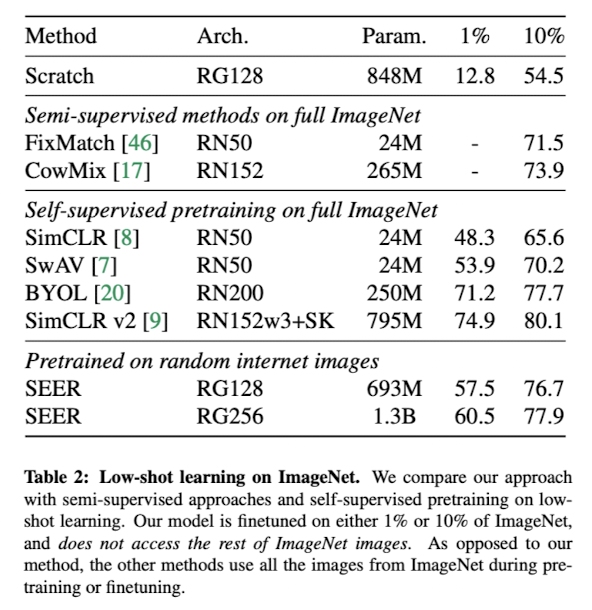 Method Arch. Param. 1% 10%
Scratch RG128 848M 12.8 54.5
Semi-supervised methods on full ImageNet
FixMatch [46] RN50 24M - 71.5
CowMix [17] RN152 265M - 73.9
Self-supervised pretraining on full ImageNet
SimCLR [8] RN50 24M 48.3 65.6
SwAV [7] RN50 24M 53.9 70.2
BYOL [20] RN200 250M 71.2 77.7
SimCLR v2 [9] RN152w3+SK 795M 74.9 80.1
Pretrained on random internet images
SEER RG128 693M 57.5 76.7
SEER RG256 1.3B 60.5 77.9
Table 2: Low-shot learning on ImageNet. We compare our approach
with semi-supervised approaches and self-supervised pretraining on low-
shot learning. Our model is finetuned on either 1% or 10% of ImageNet,
and does not access the rest of ImageNet images. As opposed to our
method, the other methods use all the images from ImageNet during pre-
training or finetuning.